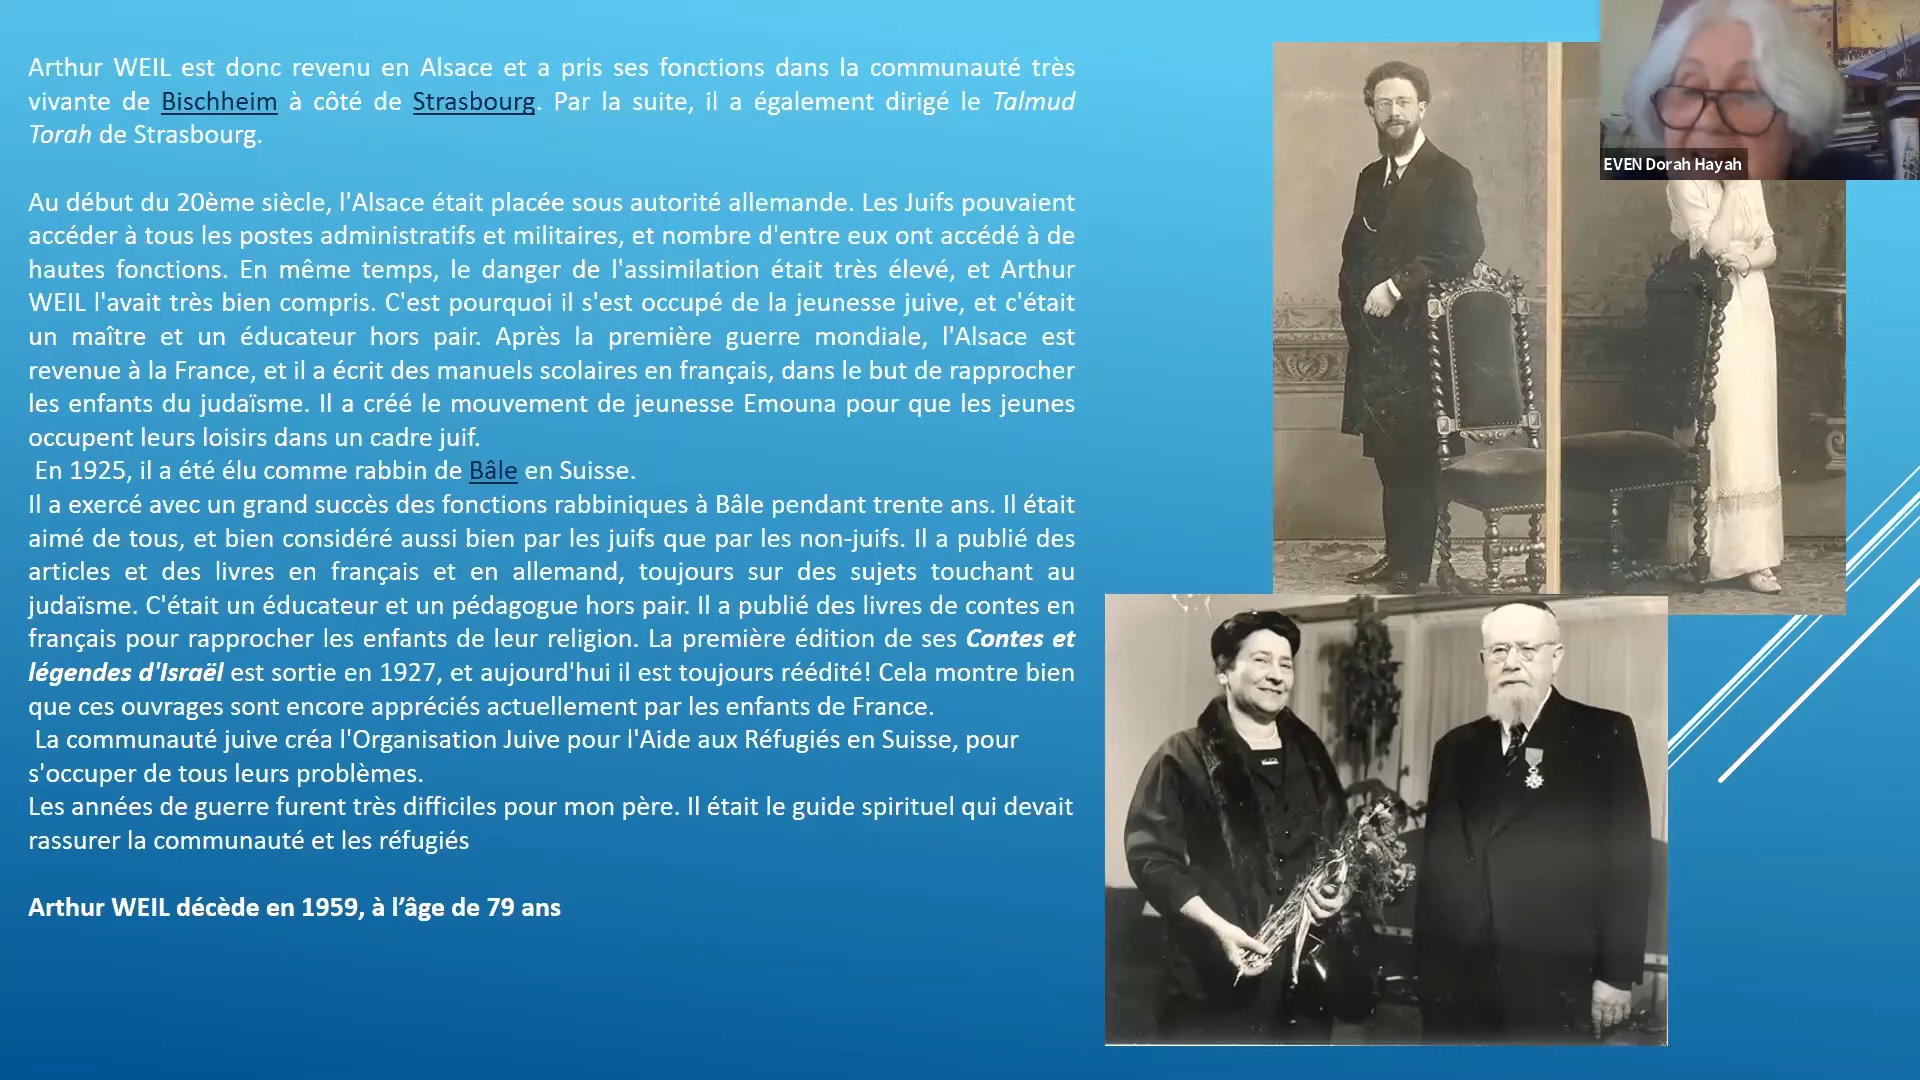 Arthur WEIL est donc revenu en Alsace et a pris ses fonctions dans la communauté très
vivante de Bischheim à côté de Strasbourg. Par la suite, il a également dirigé le Talmud
Torah de Strasbourg.
Au début du 20ème siècle, l'Alsace était placée sous autorité allemande. Les Juifs pouvaient
accéder à tous les postes administratifs et militaires, et nombre d'entre eux ont accédé à de
hautes fonctions. En même temps, le danger de l'assimilation était très élevé, et Arthur
WEIL l'avait très bien compris. C'est pourquoi il s'est occupé de la jeunesse juive, et c'était
un maître et un éducateur hors pair. Après la première guerre mondiale, l'Alsace est
revenue à la France, et il a écrit des manuels scolaires en français, dans le but de rapprocher
les enfants du judaïsme. Il a créé le mouvement de jeunesse Emouna pour que les jeunes
occupent leurs loisirs dans un cadre juif.
En 1925, il a été élu comme rabbin de Bâle en Suisse.
Il a exercé avec un grand succès des fonctions rabbiniques à Bâle pendant trente ans. Il était
aimé de tous, et bien considéré aussi bien par les juifs que par les non-juifs. Il a publié des
articles et des livres en français et en allemand, toujours sur des sujets touchant au
judaïsme. C'était un éducateur et un pédagogue hors pair. Il a publié des livres de contes en
français pour rapprocher les enfants de leur religion. La première édition de ses Contes et
légendes d'Israël est sortie en 1927, et aujourd'hui il est toujours réédité! Cela montre bien
que ces ouvrages sont encore appréciés actuellement par les enfants de France.
La communauté juive créa l'Organisation Juive pour l'Aide aux Réfugiés en Suisse, pour
s'occuper de tous leurs problèmes.
Les années de guerre furent très difficiles pour mon père. Il était le guide spirituel qui devait
rassurer la communauté et les réfugiés
Arthur WEIL décède en 1959, à l’âge de 79 ans
EVEN Dorah Hayah